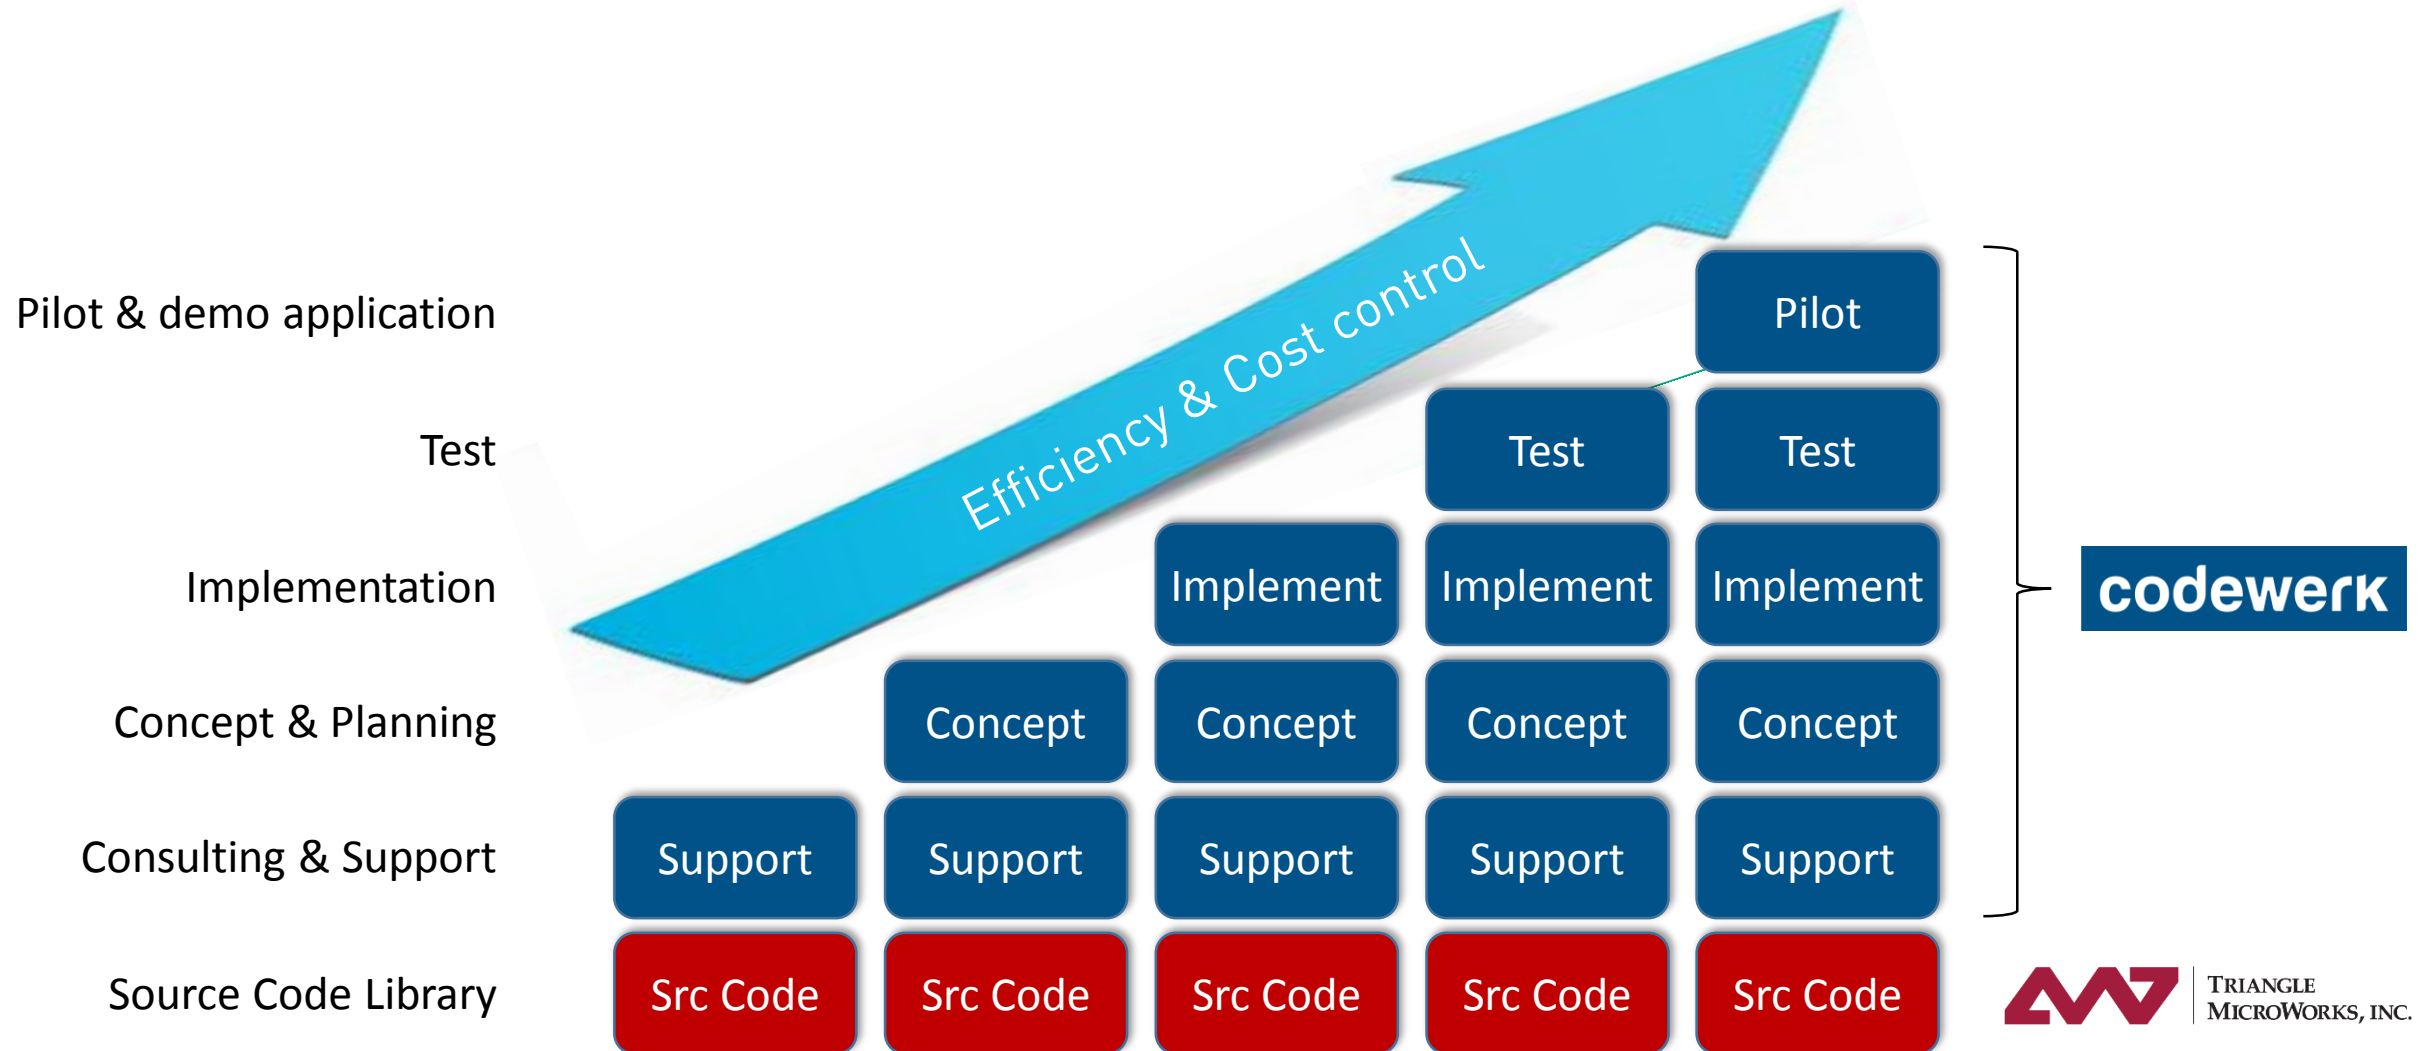 Efficiency & Cost control
Pilot & demo application
Pilot
Test
Test
Test
Implementation
Implement
Implement
Implement
codewerk
Concept & Planning
Concept
Concept
Concept
Concept
Consulting & Support
Support
Support
Support
Support
Support
Source Code Library
Src Code
Src Code
Src Code
Src Code
Src Code
TRIANGLE
MICROWORKS, INC.